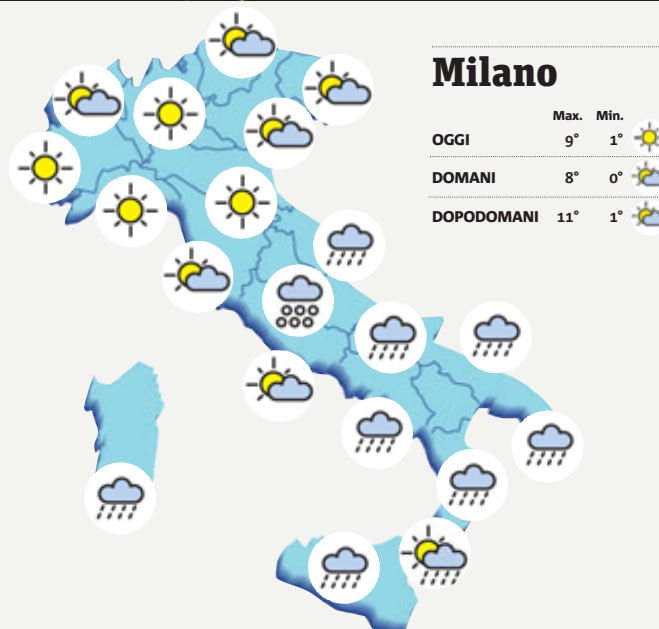 Milano
Max. Min.
OGGI 9° 1°
DOMANI 8° 0°
DOPODOMANI 11° 1°